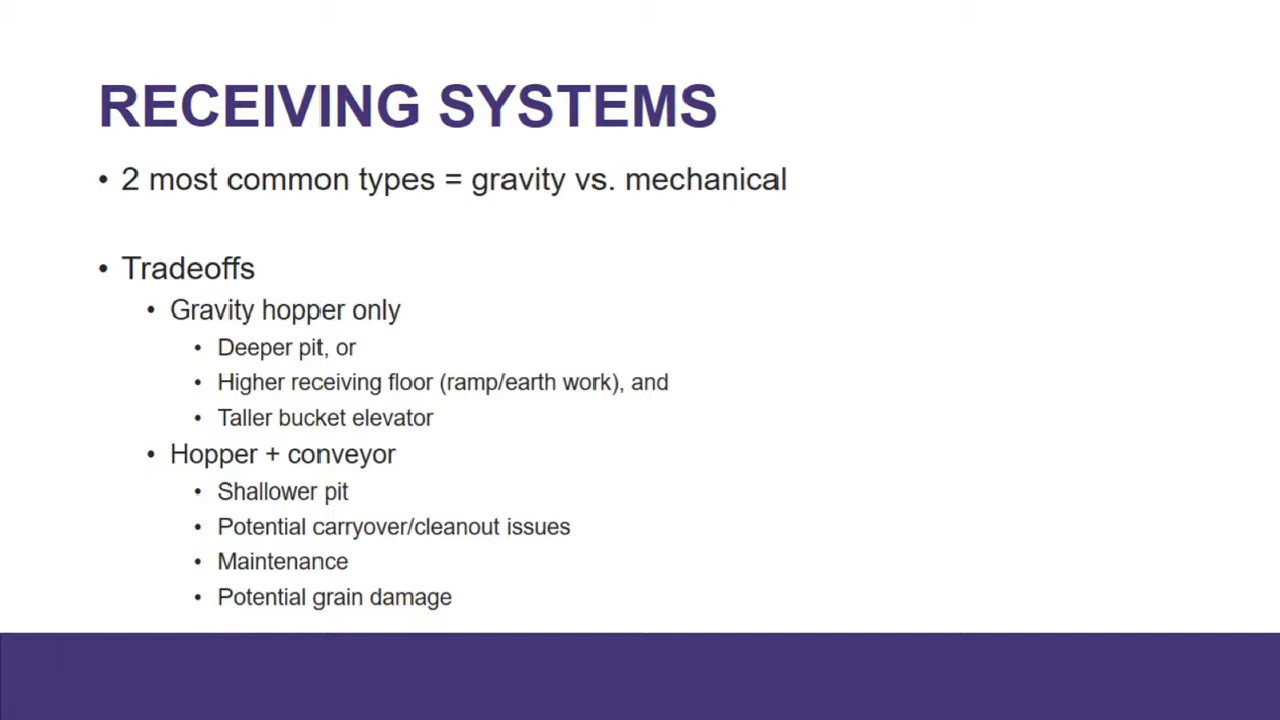 RECEIVING SYSTEMS
• 2 most common types = gravity vs. mechanical
• Tradeoffs
• Gravity hopper only
• Deeper pit, or
• Higher receiving floor (ramp/earth work), and
• Taller bucket elevator
• Hopper + conveyor
• Shallower pit
• Potential carryover/cleanout issues
• Maintenance
• Potential grain damage